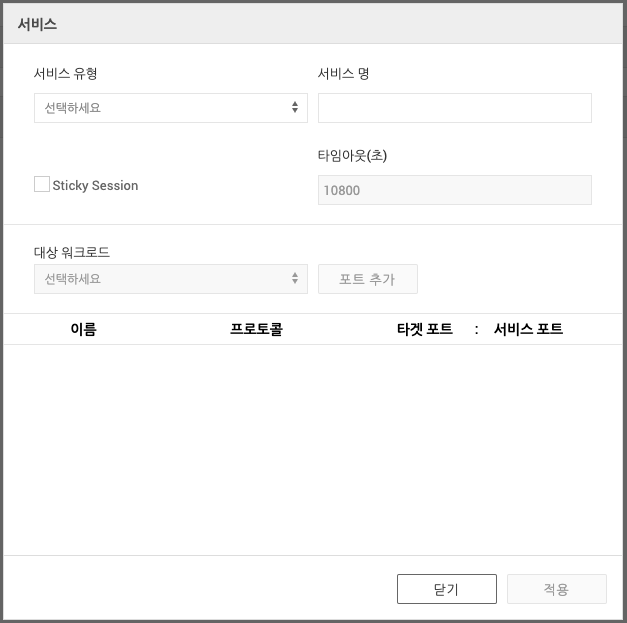 서비스
서비스 유형 서비스 명
선택하세요
타임아웃(초)
Sticky Session
10800
대상 워크로드
선택하세요 포트 추가
이름 프로토콜 타겟 포트 : 서비스 포트
닫기 적용